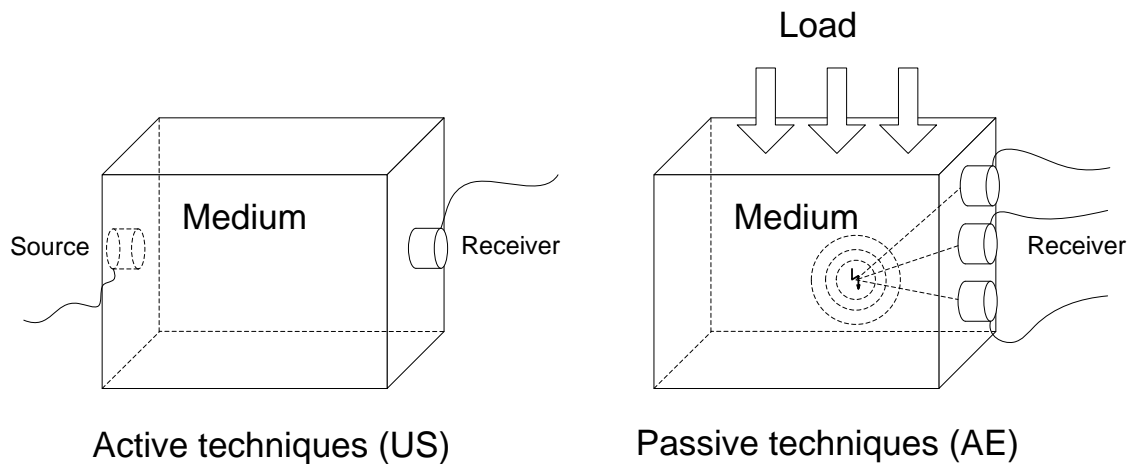 Load
Medium
Source
Receiver
Medium
Receiver
Active techniques (US)
Passive techniques (AE)